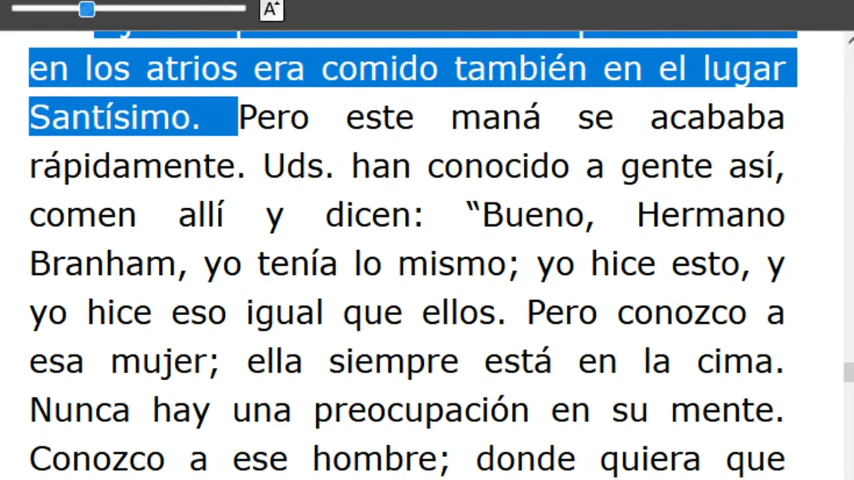 en los atrios era comido también en el lugar
Santísimo. Pero este maná se acababa
rápidamente. Uds. han conocido a gente así,
comen allí y dicen: “Bueno, Hermano
Branham, yo tenía lo mismo; yo hice esto, y
yo hice eso igual que ellos. Pero conozco a
esa mujer; ella siempre está en la cima.
Nunca hay una preocupación en su mente.
Conozco a ese hombre; donde quiera que